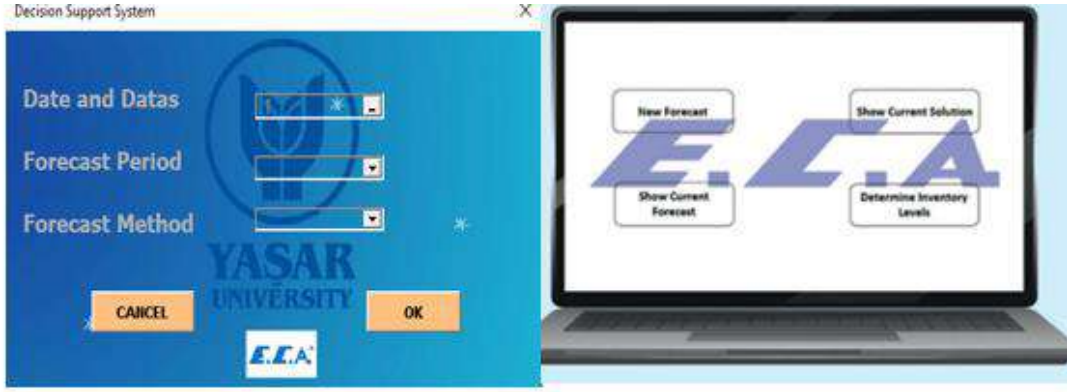 Decision Support System
X
Date and Datas
Forecast Period
Forecast Method
YAŞAR
UNIVERSITY
CANCEL
OK
E.C.A
New Forecast
Show Current Solution
E.C.A.
Show Current
Forecast
Determine Inventory
Levels